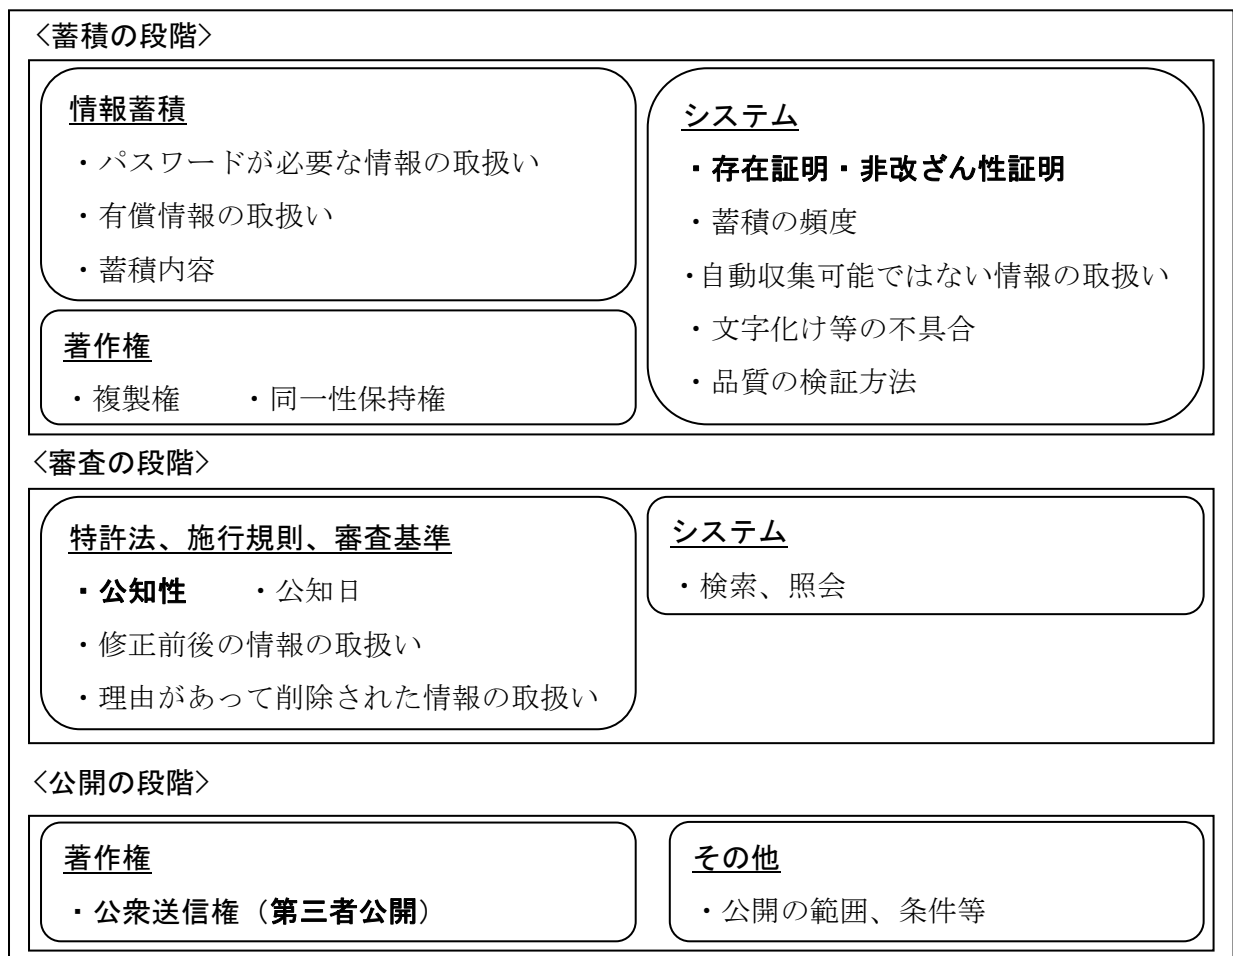 <蓄積の段階>
情報蓄積
・パスワードが必要な情報の取扱い
・有償情報の取扱い
・蓄積内容
著作権
・複製権　　・同一性保持権
システム
・存在証明・非改ざん性証明
・蓄積の頻度
・自動収集可能ではない情報の取扱い
・文字化け等の不具合
・品質の検証方法
<審査の段階>
特許法、施行規則、審査基準
・公知性　　・公知日
・修正前後の情報の取扱い
・理由があって削除された情報の取扱い
システム
・検索、照会
<公開の段階>
著作権
・公衆送信権（第三者公開）
その他
・公開の範囲、条件等